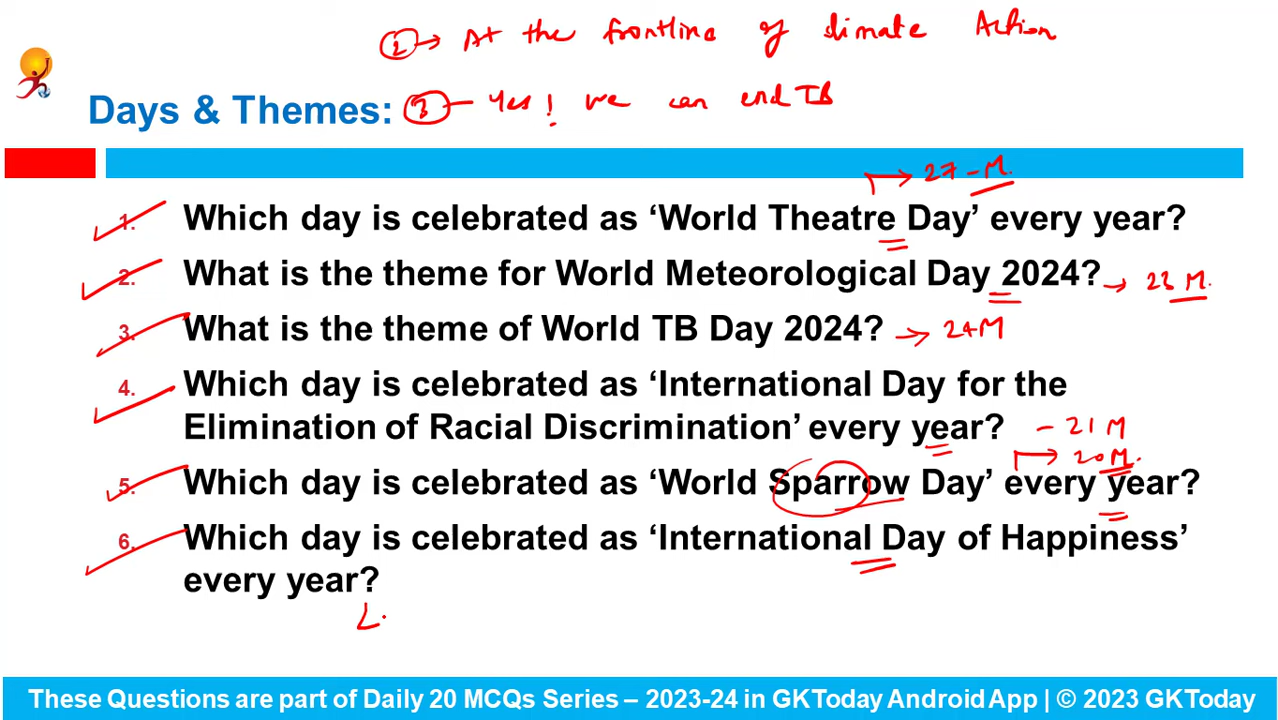 ② → At the frontline of climate Action
Days & Themes: ③ - Yes! we can end TB
→ 27 - M.
1. Which day is celebrated as ‘World Theatre Day’ every year?
2. What is the theme for World Meteorological Day 2024? → 23 M.
3. What is the theme of World TB Day 2024? → 24 M
4. Which day is celebrated as ‘International Day for the
Elimination of Racial Discrimination’ every year? - 21 M
→ 20 M.
5. Which day is celebrated as ‘World Sparrow Day’ every year?
6. Which day is celebrated as ‘International Day of Happiness’
every year?
These Questions are part of Daily 20 MCQs Series – 2023-24 in GKToday Android App | © 2023 GKToday